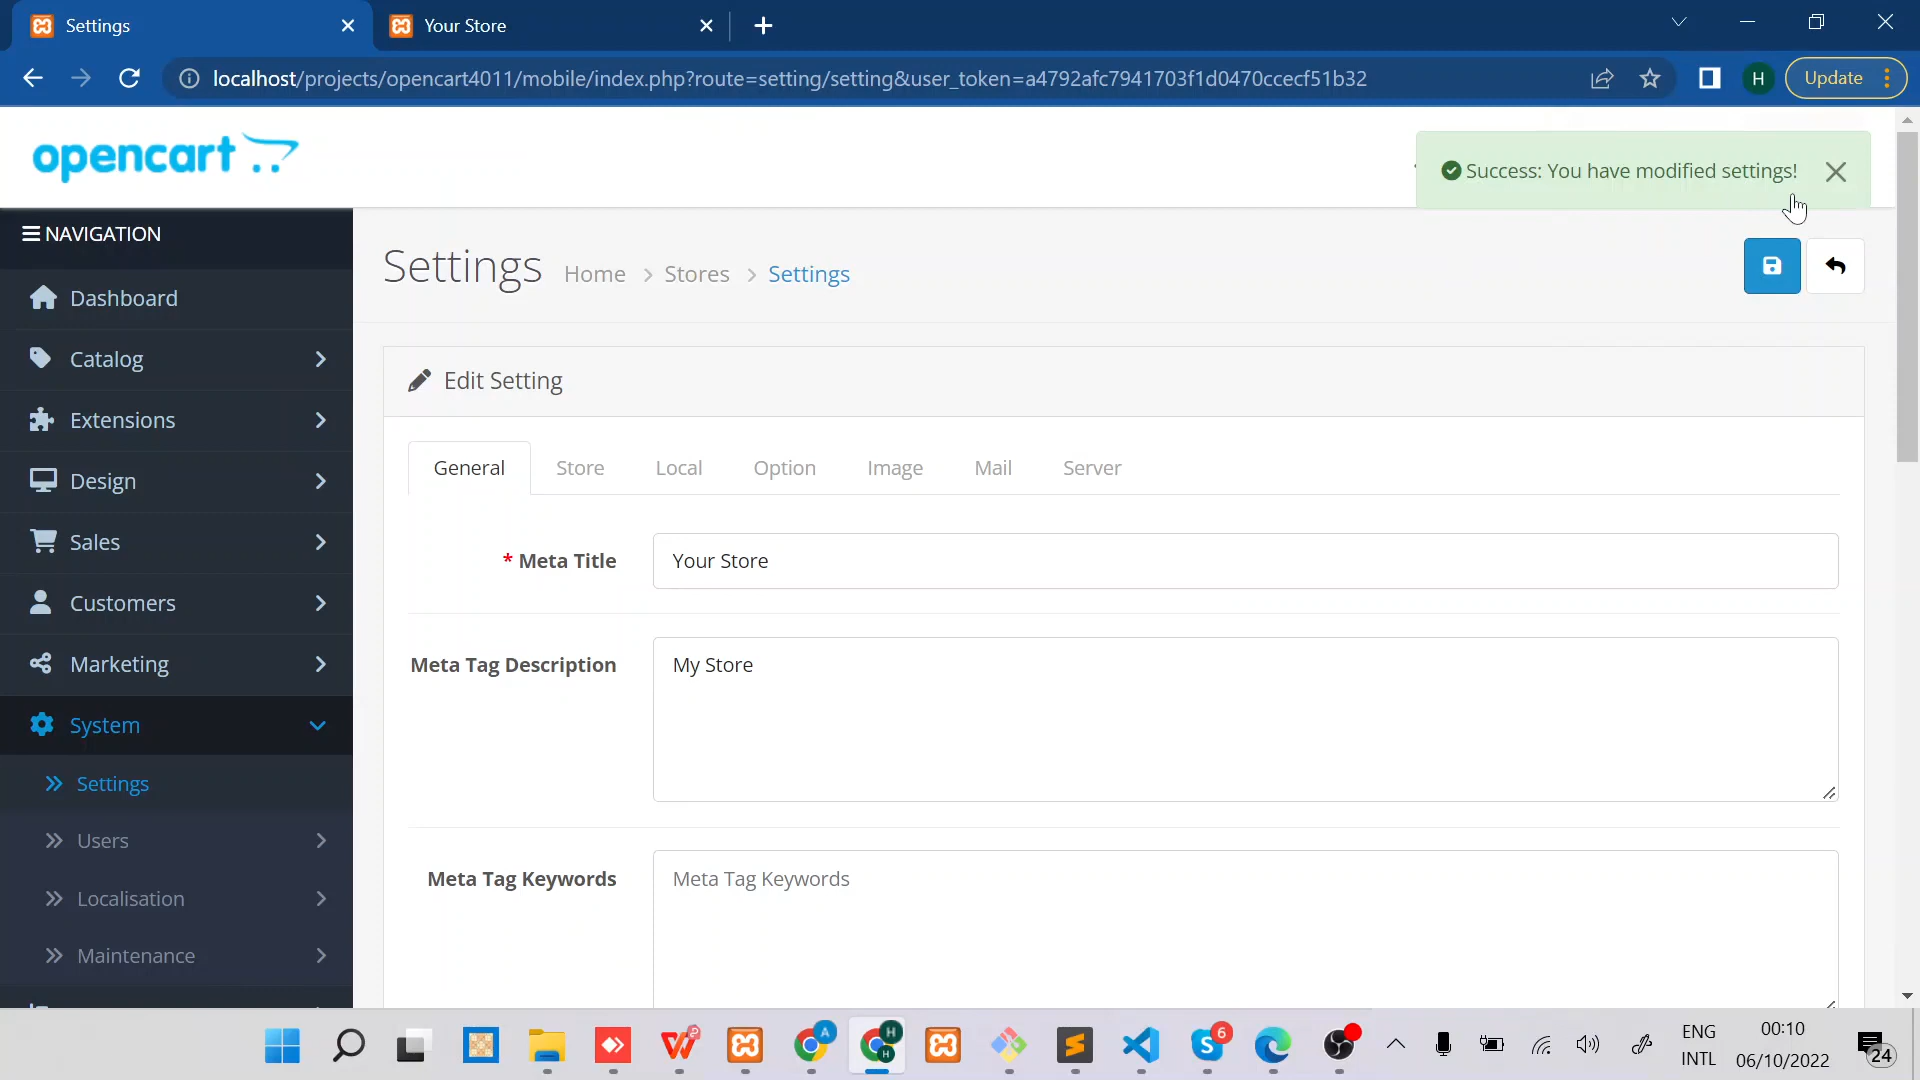 Settings
Your Store
localhost/projects/opencart4011/mobile/index.php?route=setting/setting&user_token=a4792afc7941703f1d0470ccecf51b32
H
Update
opencart
Success: You have modified settings!
NAVIGATION
Settings
Home > Stores > Settings
Dashboard
Catalog
Extensions
Design
Sales
Customers
Marketing
System
Settings
Users
Localisation
Maintenance
Edit Setting
General
Store
Local
Option
Image
Mail
Server
* Meta Title
Your Store
Meta Tag Description
My Store
Meta Tag Keywords
Meta Tag Keywords
A
H
H
6
ENG
INTL
00:10
06/10/2022
24